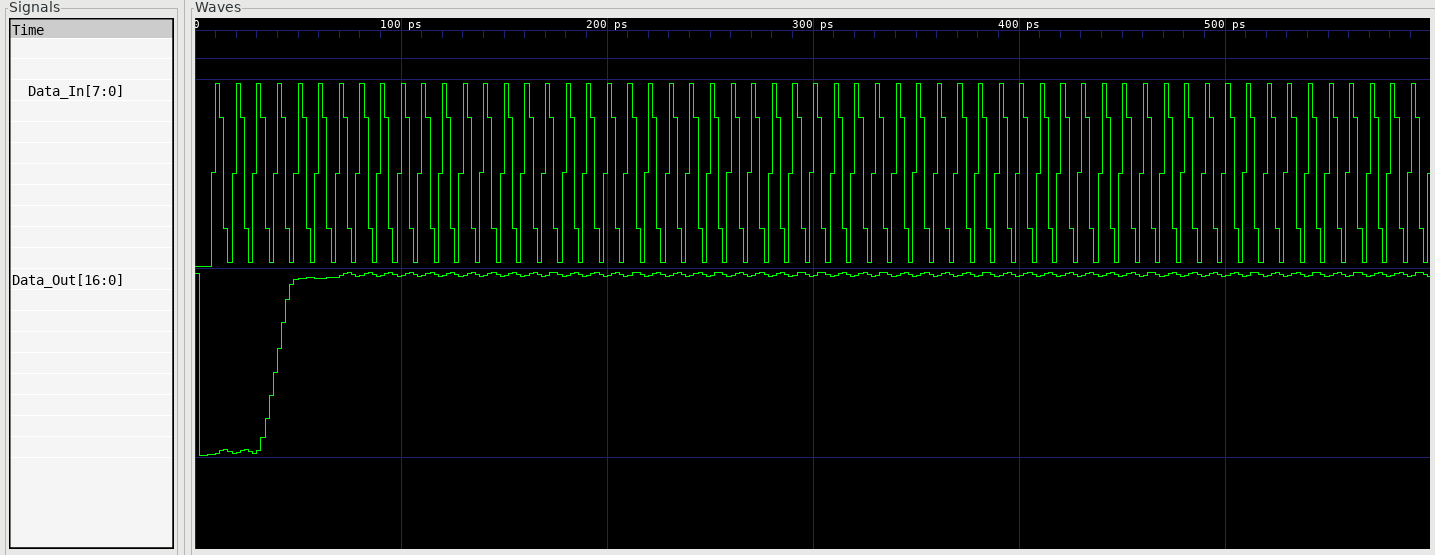 Signals
Waves
Time
0 100 ps 200 ps 300 ps 400 ps 500 ps
Data_In[7:0]
Data_Out[16:0]